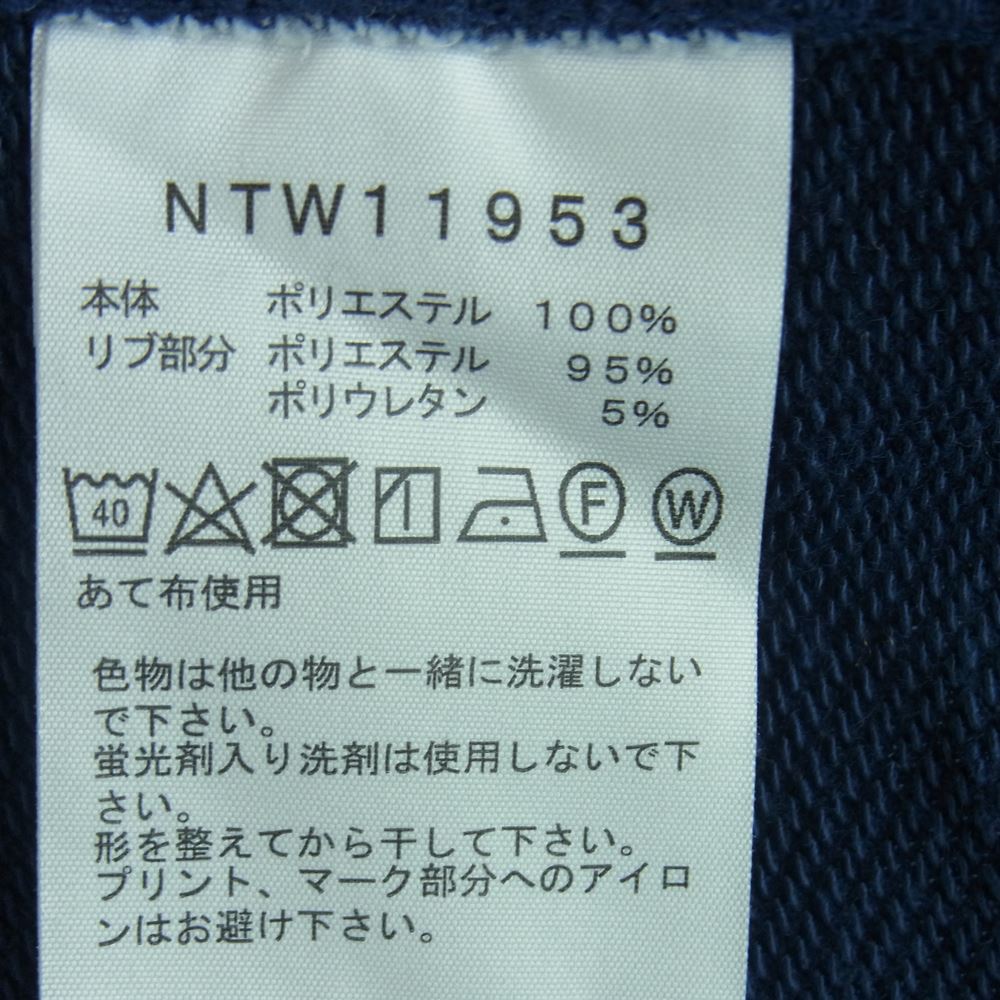 NTW11953
本体 ポリエステル 100%
リブ部分 ポリエステル 95%
ポリウレタン 5%
40 F W
あて布使用
色物は他の物と一緒に洗濯しない
で下さい。
蛍光剤入り洗剤は使用しないで下
さい。
形を整えてから干して下さい。
プリント、マーク部分へのアイロ
ンはお避け下さい。